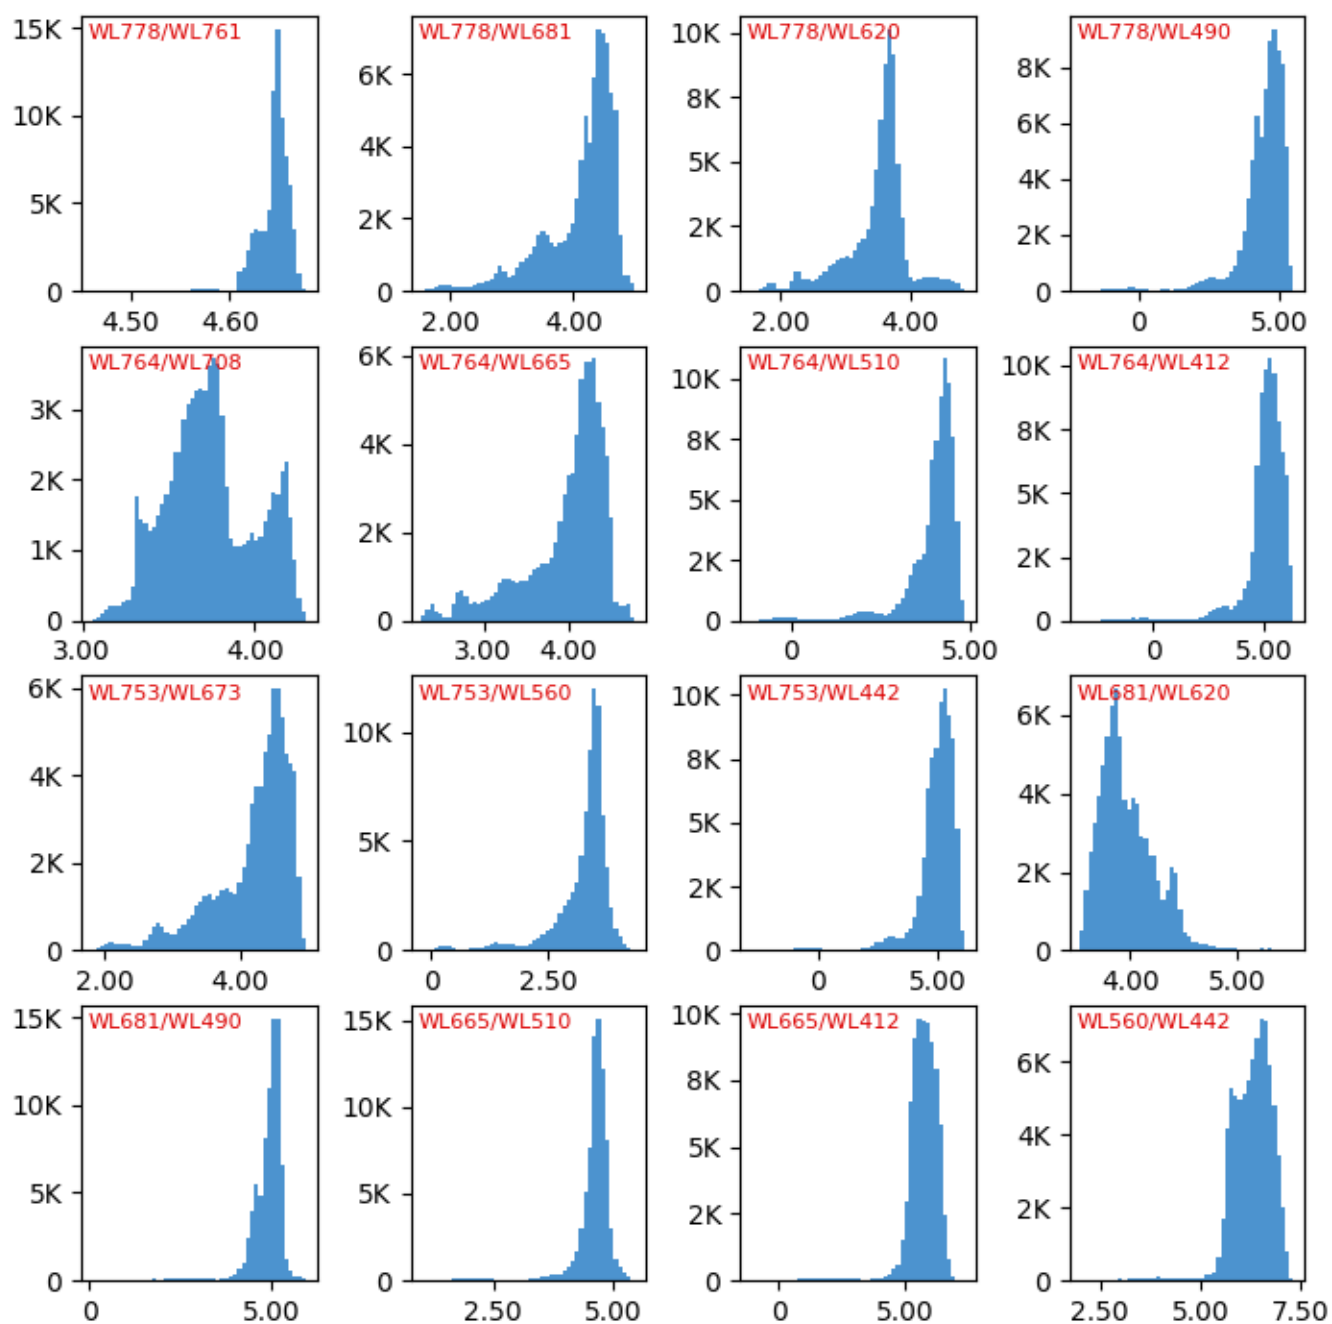 WL778/WL761
15K
10K
5K
0
4.50 4.60
WL778/WL681
6K
4K
2K
0
2.00 4.00
WL778/WL620
10K
8K
5K
2K
0
2.00 4.00
WL778/WL490
8K
6K
4K
2K
0
0 5.00
WL764/WL708
3K
2K
1K
0
3.00 4.00
WL764/WL665
6K
4K
2K
0
3.00 4.00
WL764/WL510
10K
8K
5K
2K
0
0 5.00
WL764/WL412
10K
8K
5K
2K
0
0 5.00
WL753/WL673
6K
4K
2K
0
2.00 4.00
WL753/WL560
10K
5K
0
0 2.50
WL753/WL442
10K
8K
5K
2K
0
0 5.00
WL681/WL620
6K
4K
2K
0
4.00 5.00
WL681/WL490
15K
10K
5K
0
0 5.00
WL665/WL510
15K
10K
5K
0
2.50 5.00
WL665/WL412
10K
8K
5K
2K
0
0 5.00
WL560/WL442
6K
4K
2K
0
2.50 5.00 7.50